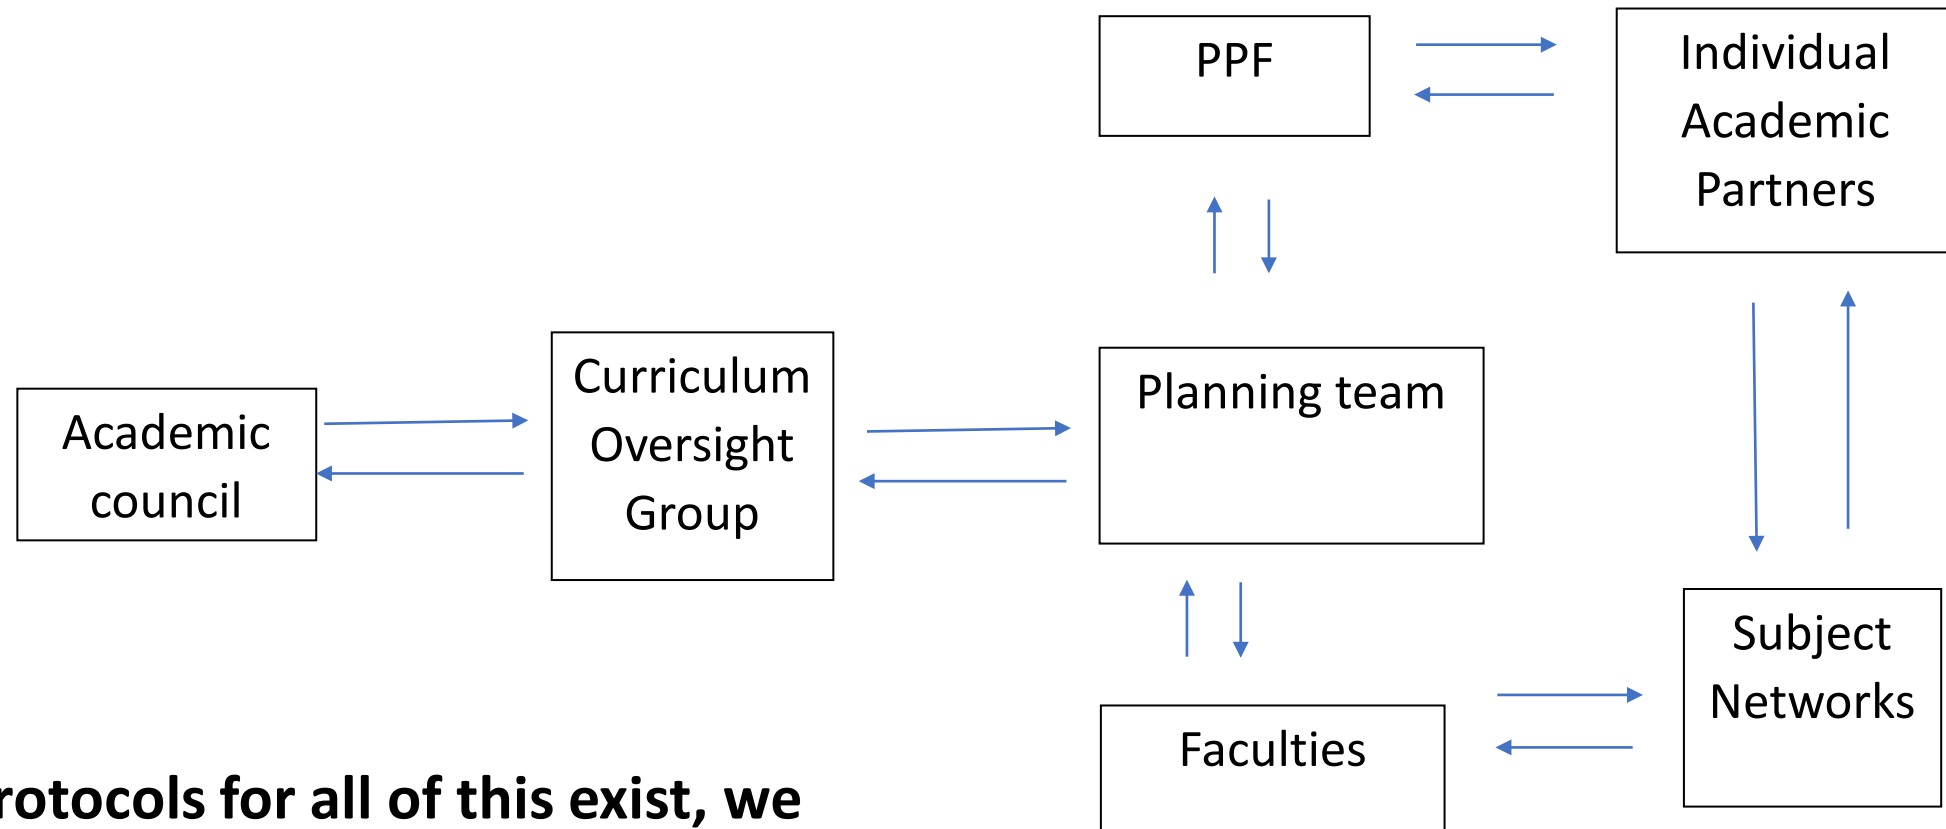 PPF
Individual
Academic
Partners
Academic
council
Curriculum
Oversight
Group
Planning team
Faculties
Subject
Networks
rotocols for all of this exist, we